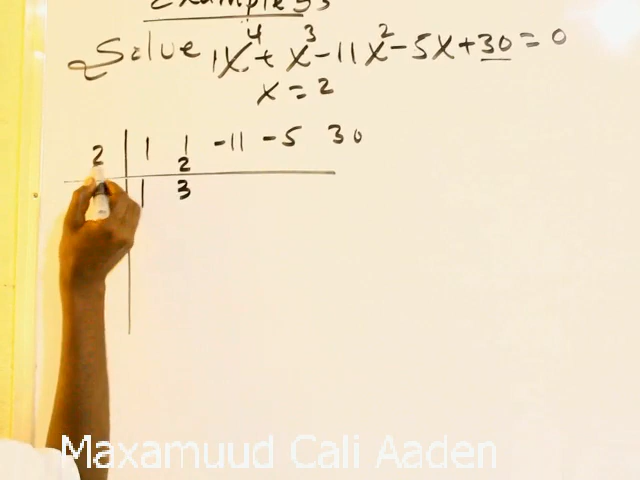 Examples
Solve 1x⁴ + x³ - 11x² - 5x + 30 = 0
x = 2
2 | 1 1 -11 -5 30
2
1 3
Maxamuud Cali Aaden